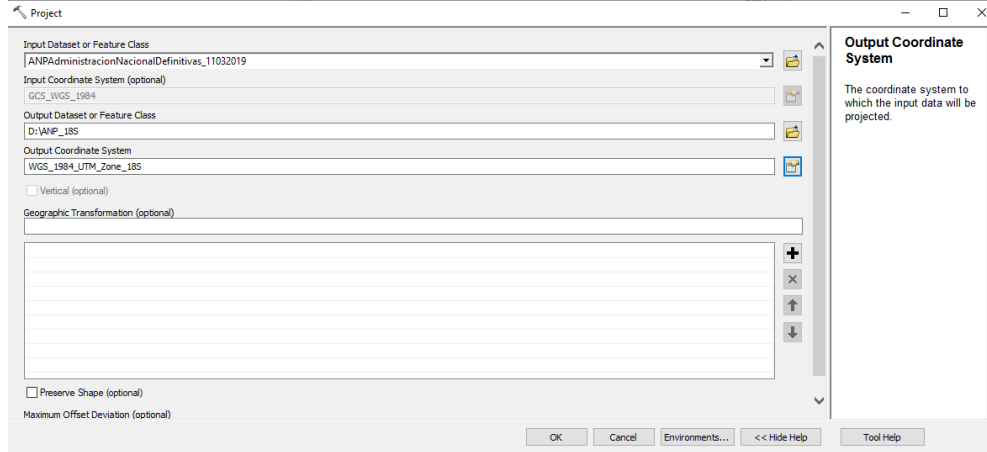 Project
Input Dataset or Feature Class
ANPAdministracionNacionalDefinitivas_11032019
Input Coordinate System (optional)
GCS_WGS_1984
Output Dataset or Feature Class
D:\ANP_18S
Output Coordinate System
WGS_1984_UTM_Zone_18S
Vertical (optional)
Geographic Transformation (optional)
Preserve Shape (optional)
Maximum Offset Deviation (optional)
OK Cancel Environments... << Hide Help Tool Help
Output Coordinate
System
The coordinate system to
which the input data will be
projected.